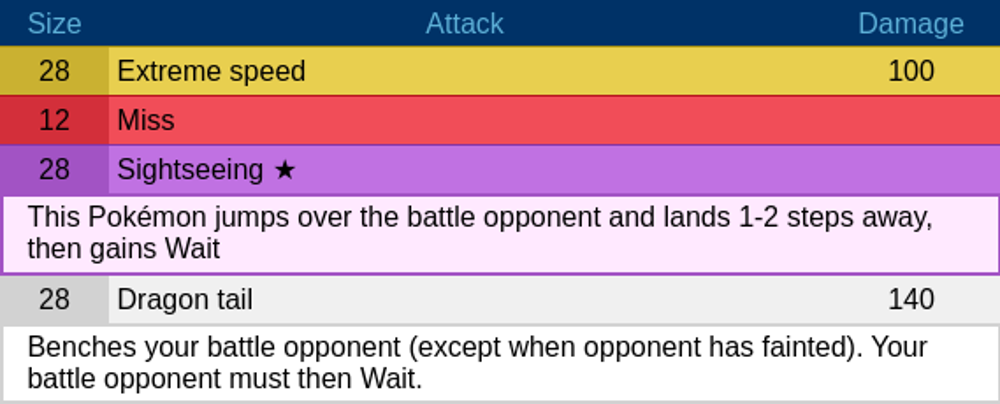 Size Attack Damage
28 Extreme speed 100
12 Miss
28 Sightseeing ★
This Pokémon jumps over the battle opponent and lands 1-2 steps away,
then gains Wait
28 Dragon tail 140
Benches your battle opponent (except when opponent has fainted). Your
battle opponent must then Wait.